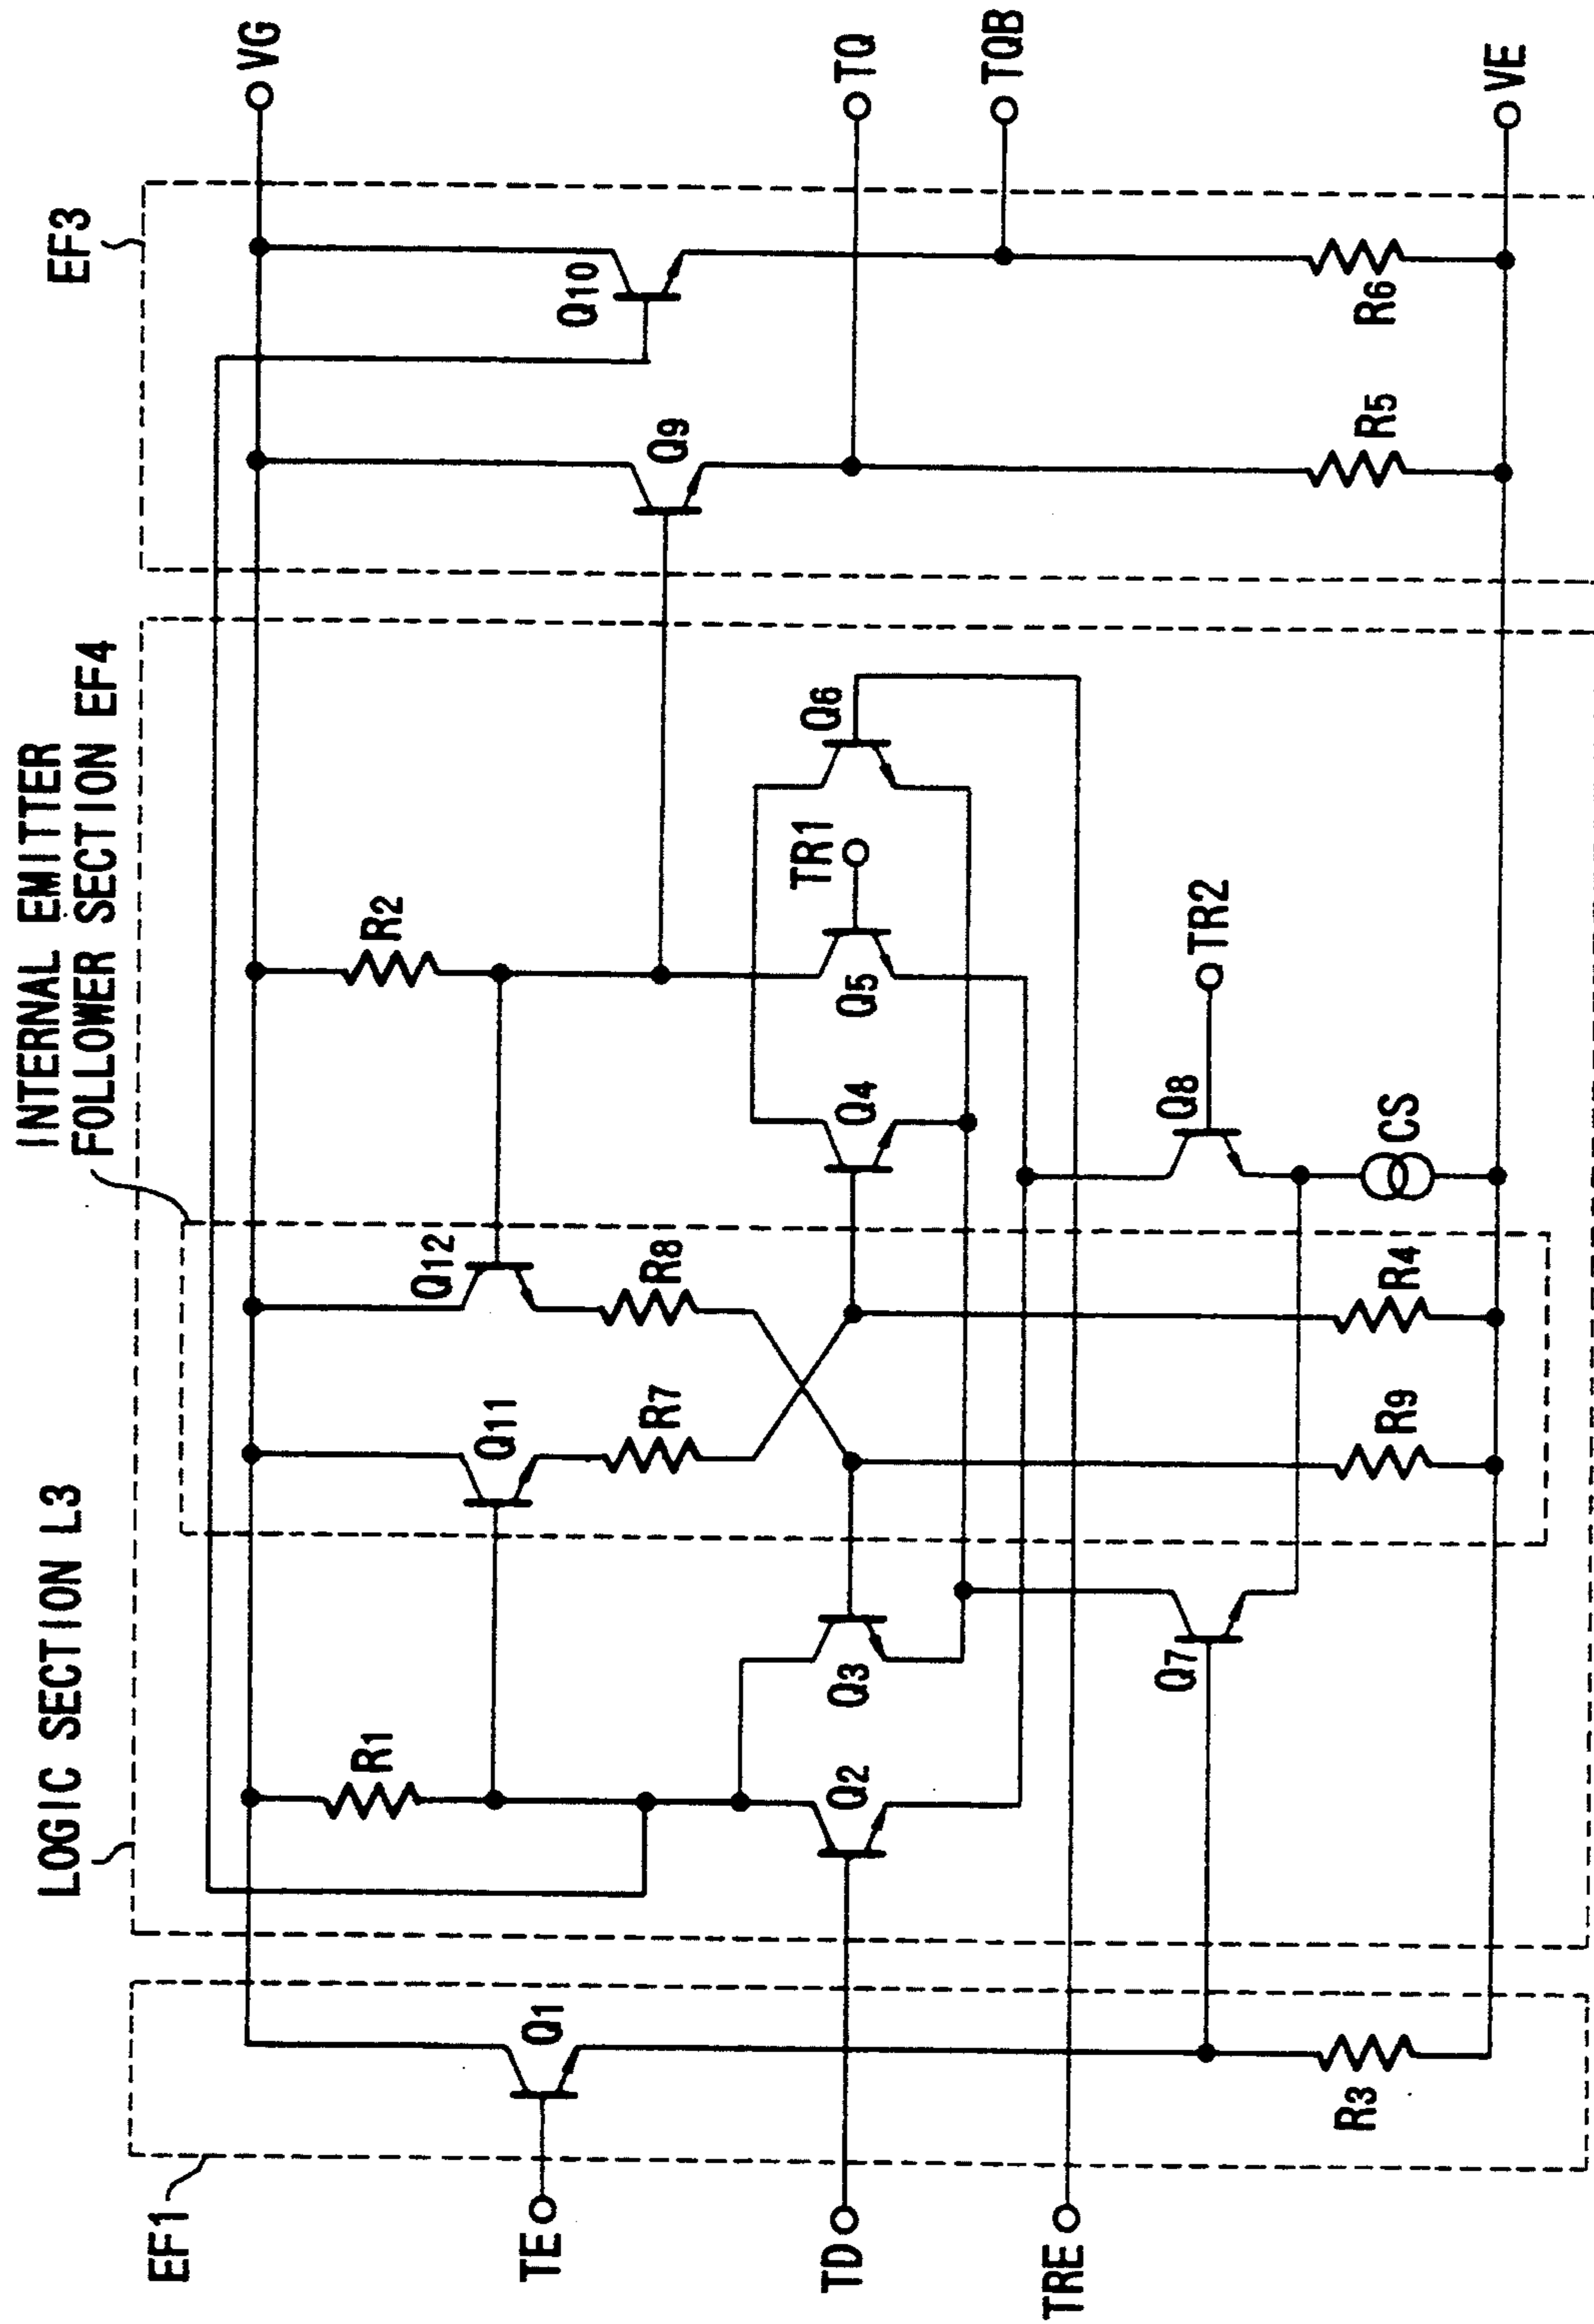 INTERNAL EMITTER
FOLLOWER SECTION EF4
LOGIC SECTION L3
EF3
EF1
VG
R1
R2
Q11
Q12
Q10
Q1
Q9
R7
R8
TE
TQ
TQB
Q2
Q3
Q4
Q5
Q6
TR1
TD
TRE
Q7
Q8
TR2
R3
R9
R4
CS
R5
R6
VE